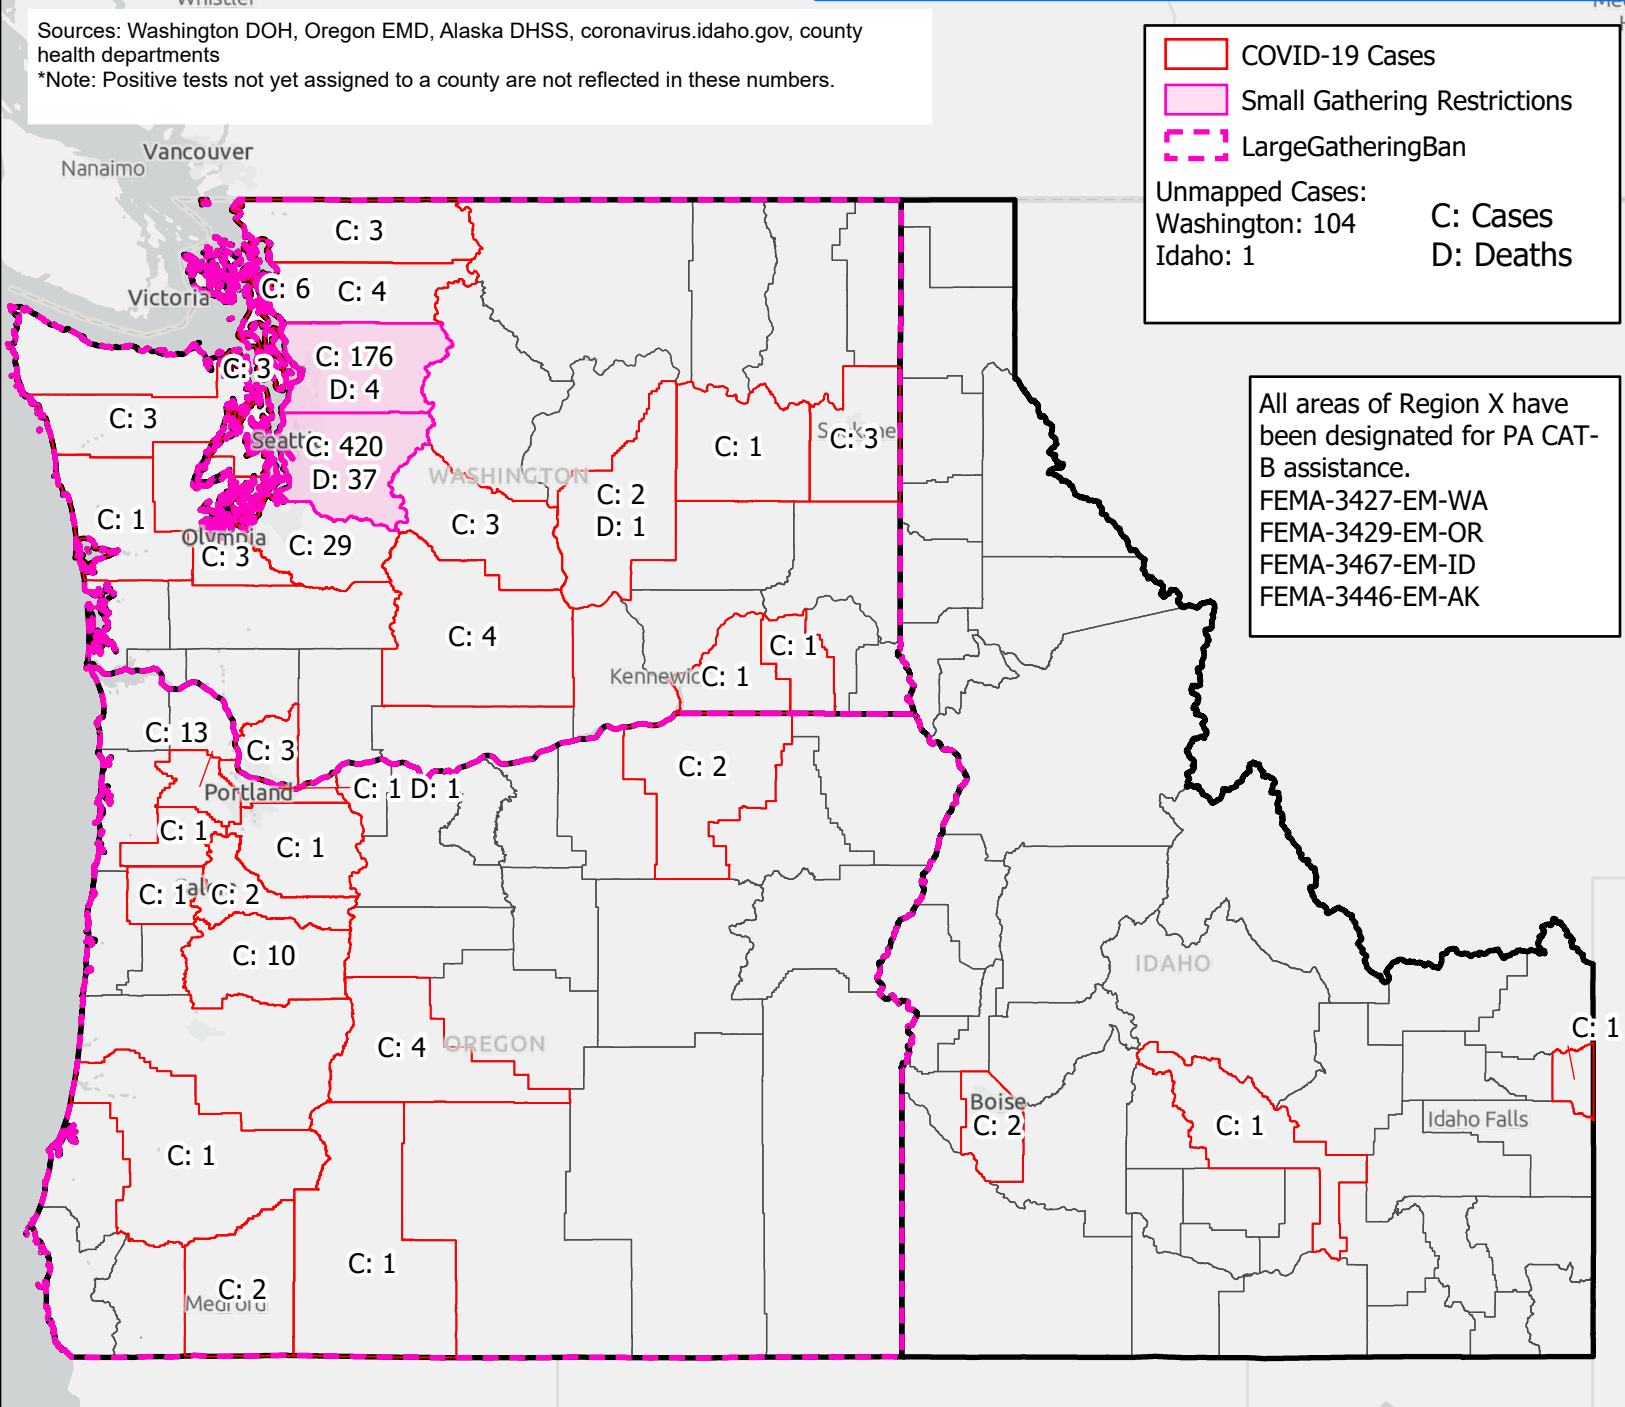 Whistler
Sources: Washington DOH, Oregon EMD, Alaska DHSS, coronavirus.idaho.gov, county
health departments
*Note: Positive tests not yet assigned to a county are not reflected in these numbers.
COVID-19 Cases
Small Gathering Restrictions
LargeGatheringBan
Unmapped Cases:
Washington: 104
Idaho: 1
C: Cases
D: Deaths
All areas of Region X have
been designated for PA CAT-
B assistance.
FEMA-3427-EM-WA
FEMA-3429-EM-OR
FEMA-3467-EM-ID
FEMA-3446-EM-AK
Vancouver
Nanaimo
C: 3
C: 6
C: 4
Victoria
C: 176
D: 4
C: 3
C: 3
Seattle
C: 420
D: 37
C: 1
C: 3
WASHINGTON
C: 2
D: 1
C: 1
C: 3
Olympia
C: 3
C: 29
C: 4
C: 1
Kennewic
C: 1
C: 13
C: 3
C: 2
Portland
C: 1 D: 1
C: 1
C: 1
C: 1
C: 2
C: 10
IDAHO
C: 4
OREGON
C: 1
Boise
C: 2
C: 1
Idaho Falls
C: 1
C: 1
C: 2
Medford